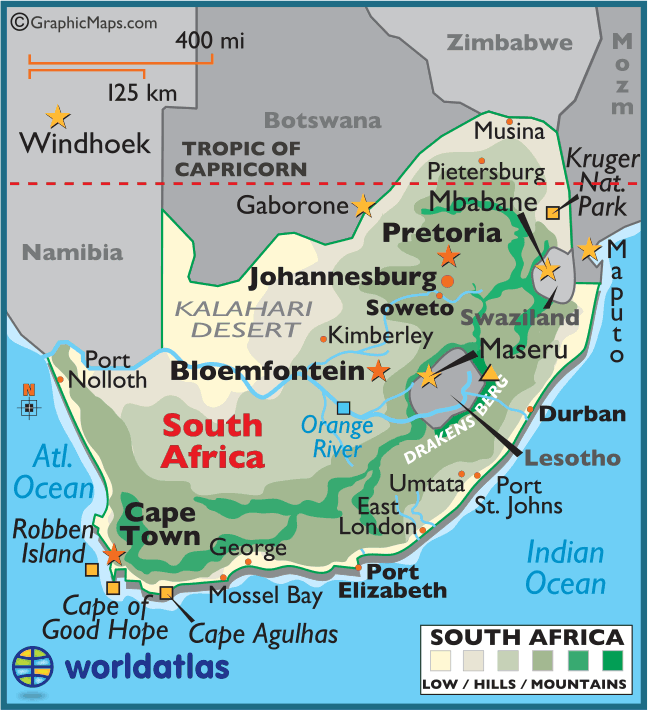 ©GraphicMaps.com
400 mi
125 km
Windhoek
Zimbabwe
Mozm
Botswana
TROPIC OF
CAPRICORN
Musina
Pietersburg
Kruger
Nat.
Park
Mbabane
Gaborone
Pretoria
Namibia
Maputo
Johannesburg
Soweto
KALAHARI
DESERT
Swaziland
Kimberley
Maseru
Port
Nolloth
Bloemfontein
N
South
Africa
Orange
River
DRAKENSBERG
Durban
Lesotho
Atl.
Ocean
Umtata
Port
St. Johns
Cape
Town
East
London
Robben
Island
George
Indian
Ocean
Port
Elizabeth
Mossel Bay
Cape of
Good Hope
Cape Agulhas
SOUTH AFRICA
LOW / HILLS / MOUNTAINS
worldatlas